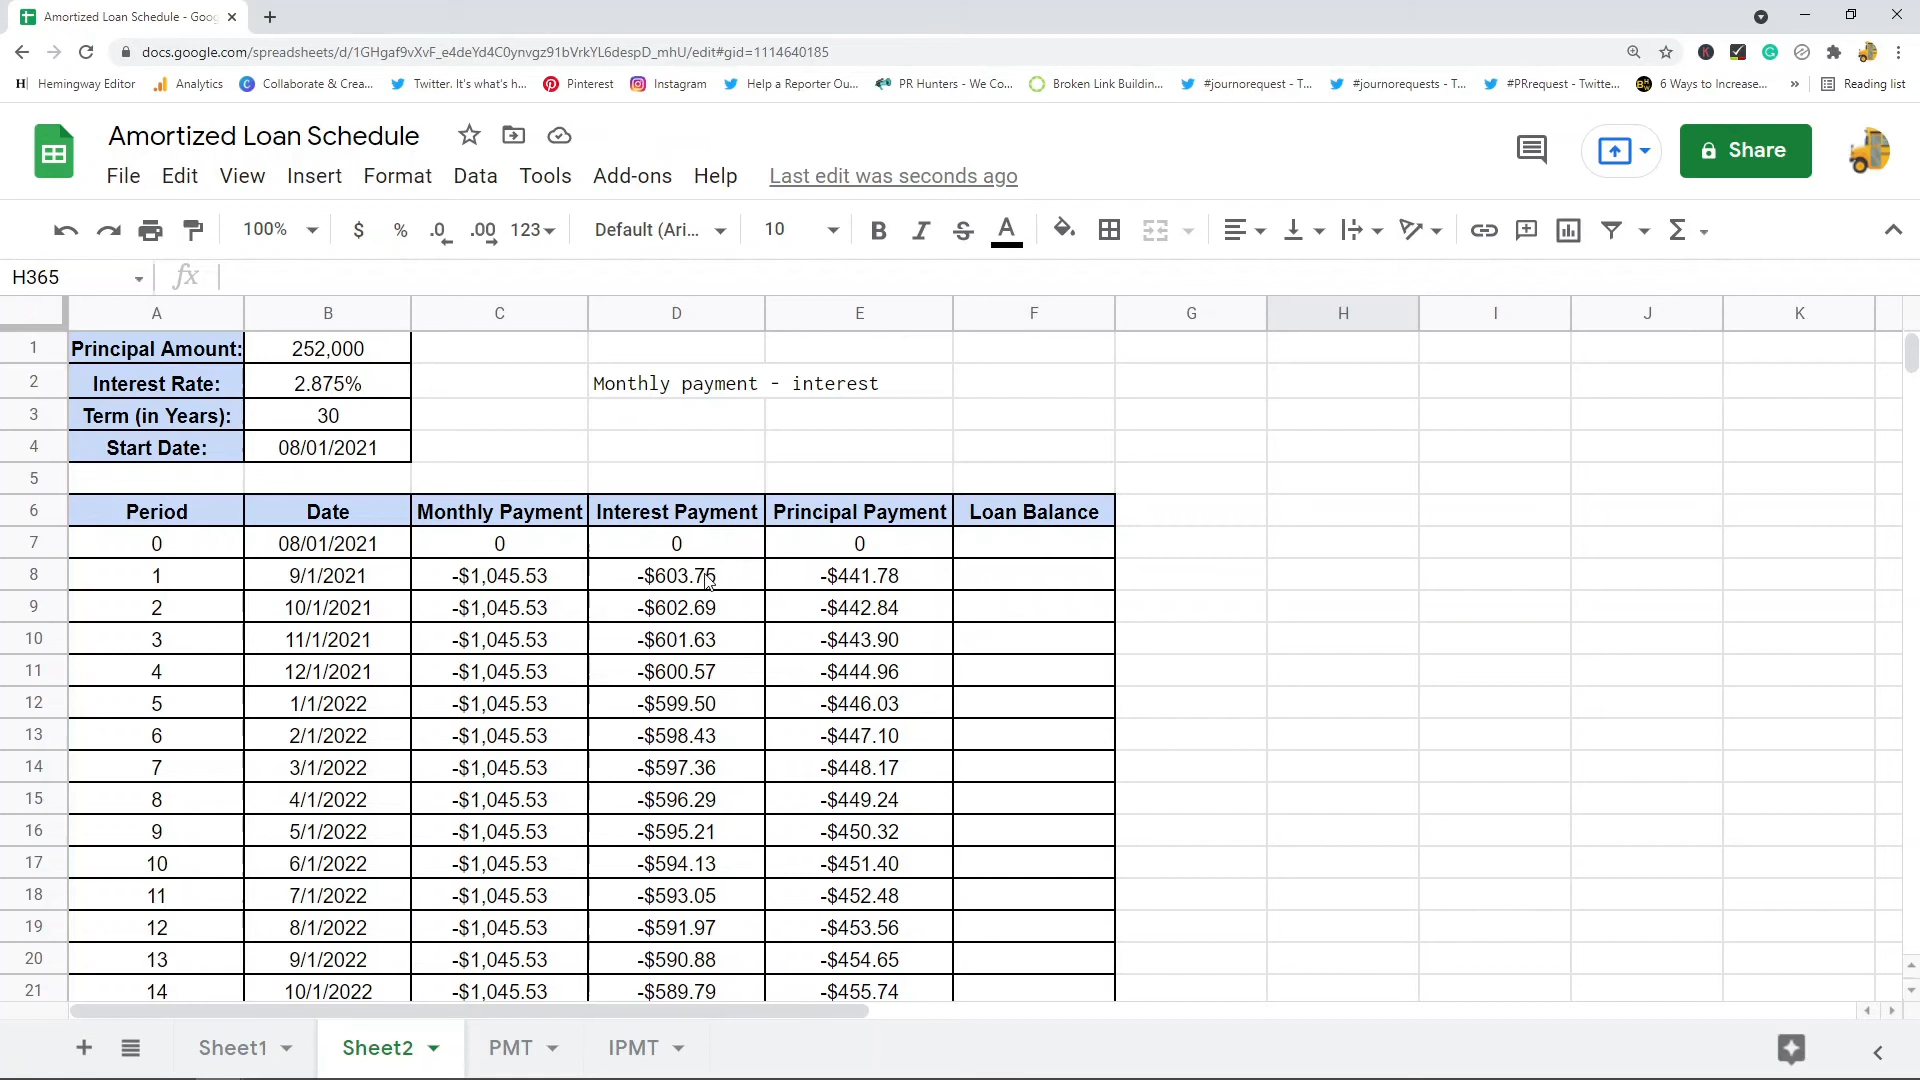 Amortized Loan Schedule - Goog
docs.google.com/spreadsheets/d/1GHgaf9vXvF_e4deYd4C0ynvgz91bVrkYL6despD_mhU/edit#gid=1114640185
Hemingway Editor Analytics Collaborate & Crea... Twitter. It's what's h... Pinterest Instagram Help a Reporter Ou... PR Hunters - We Co... Broken Link Buildin... #journorequest - T... #journorequests - T... #PRrequest - Twitte... 6 Ways to Increase... » Reading list
Amortized Loan Schedule
Share
File Edit View Insert Format Data Tools Add-ons Help Last edit was seconds ago
100% $ % .0 .00 123 Default (Ari... 10 B I S A Σ
H365 fx
A B C D E F G H I J K
1 Principal Amount: 252,000
2 Interest Rate: 2.875% Monthly payment - interest
3 Term (in Years): 30
4 Start Date: 08/01/2021
5
6 Period Date Monthly Payment Interest Payment Principal Payment Loan Balance
7 0 08/01/2021 0 0 0
8 1 9/1/2021 -$1,045.53 -$603.75 -$441.78
9 2 10/1/2021 -$1,045.53 -$602.69 -$442.84
10 3 11/1/2021 -$1,045.53 -$601.63 -$443.90
11 4 12/1/2021 -$1,045.53 -$600.57 -$444.96
12 5 1/1/2022 -$1,045.53 -$599.50 -$446.03
13 6 2/1/2022 -$1,045.53 -$598.43 -$447.10
14 7 3/1/2022 -$1,045.53 -$597.36 -$448.17
15 8 4/1/2022 -$1,045.53 -$596.29 -$449.24
16 9 5/1/2022 -$1,045.53 -$595.21 -$450.32
17 10 6/1/2022 -$1,045.53 -$594.13 -$451.40
18 11 7/1/2022 -$1,045.53 -$593.05 -$452.48
19 12 8/1/2022 -$1,045.53 -$591.97 -$453.56
20 13 9/1/2022 -$1,045.53 -$590.88 -$454.65
21 14 10/1/2022 -$1,045.53 -$589.79 -$455.74
Sheet1 Sheet2 PMT IPMT